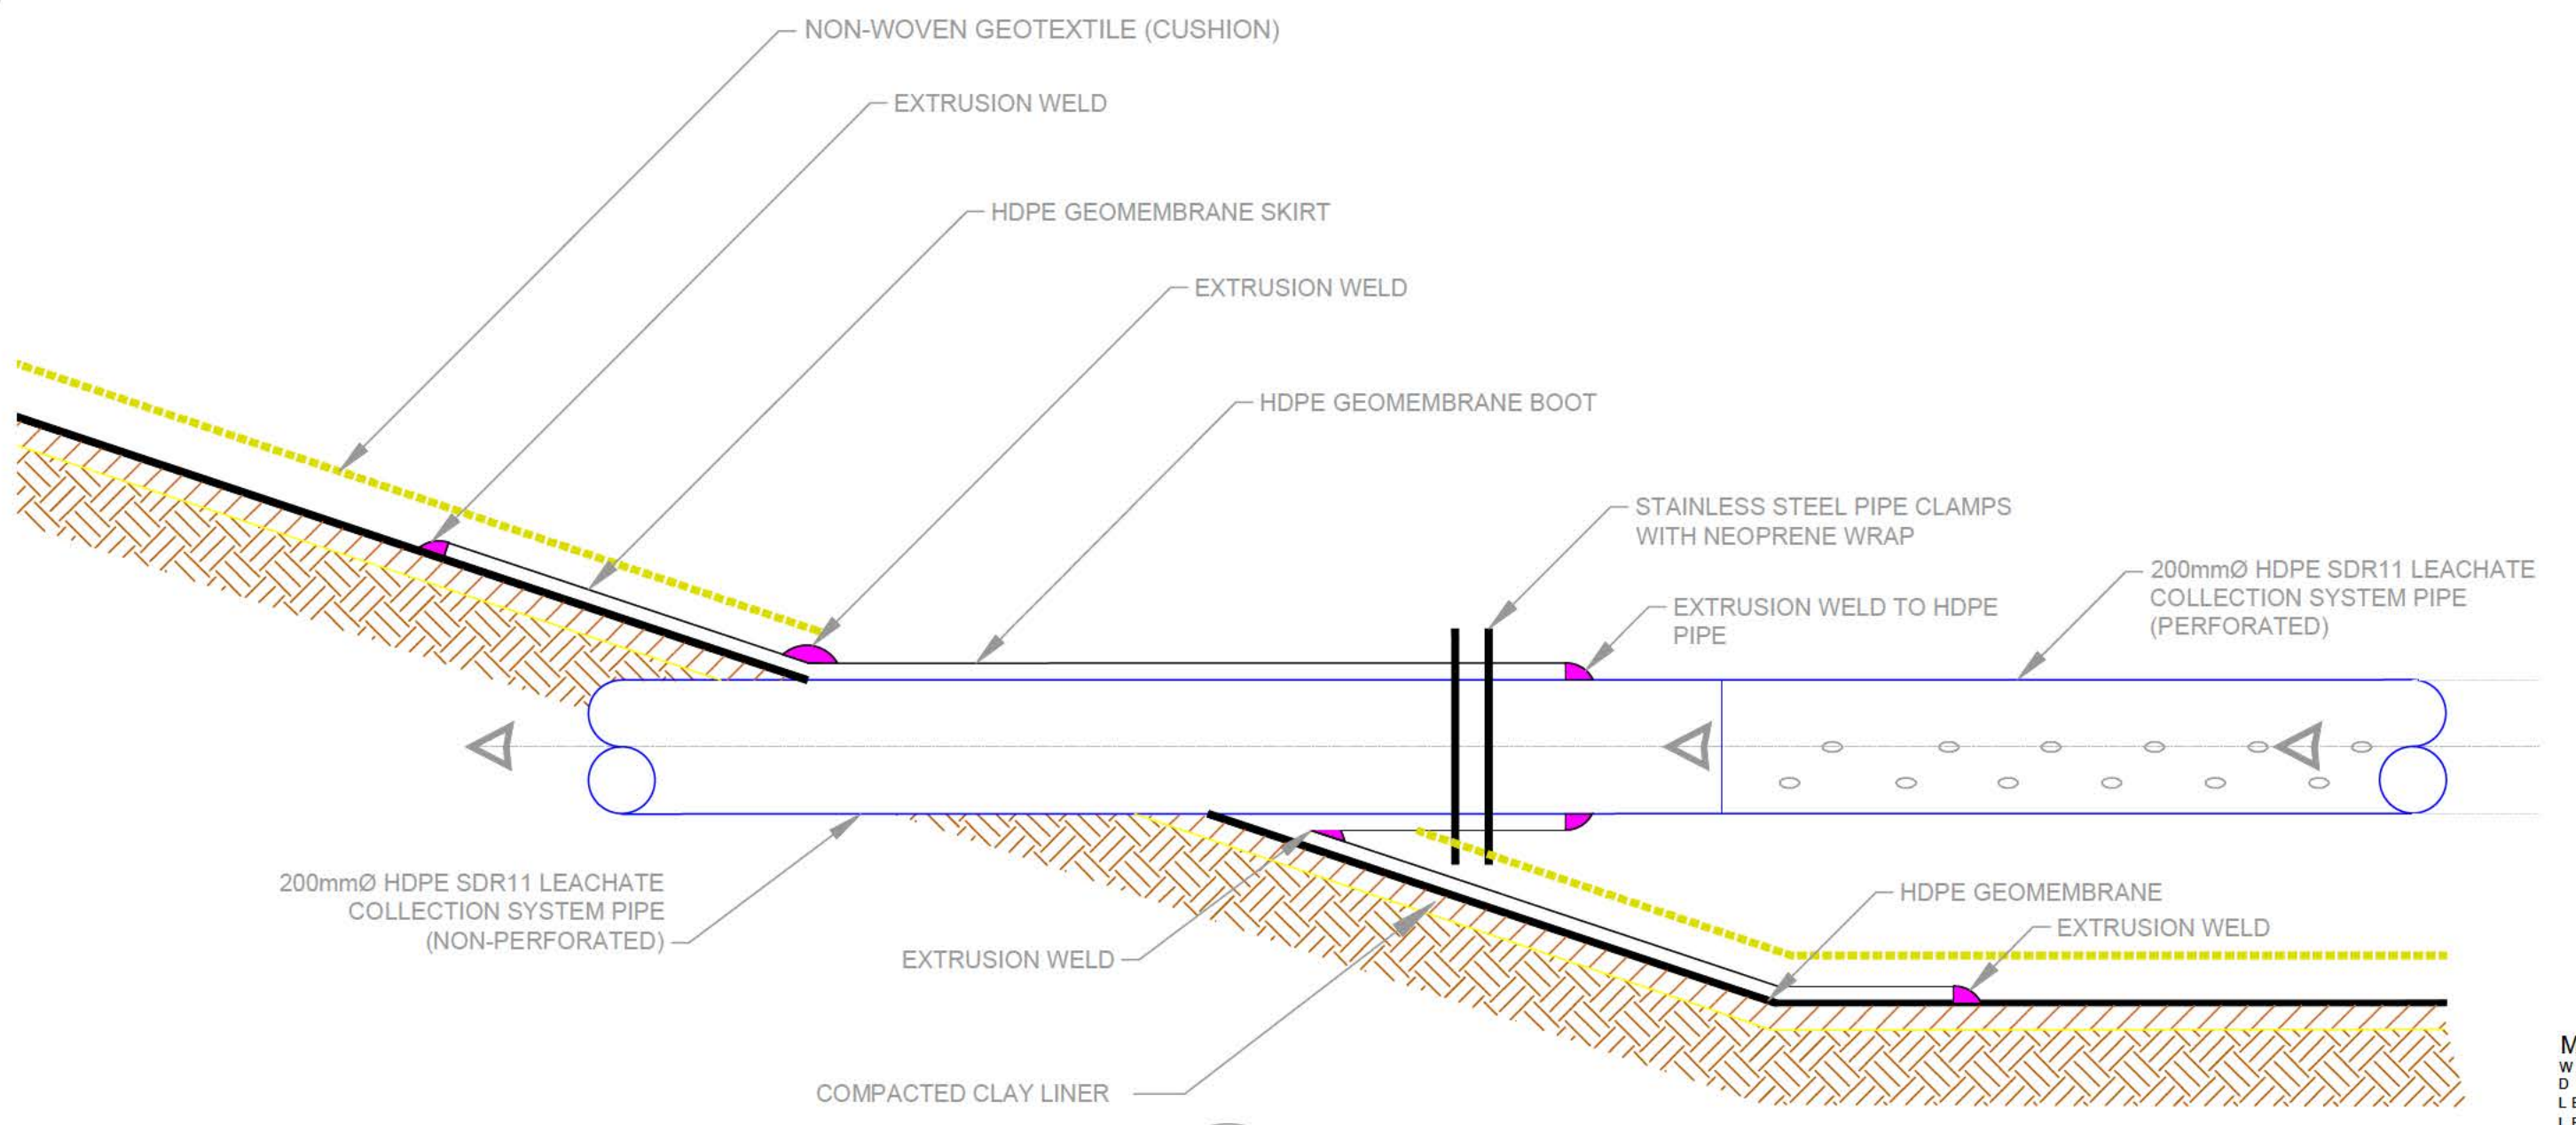 NON-WOVEN GEOTEXTILE (CUSHION)
EXTRUSION WELD
HDPE GEOMEMBRANE SKIRT
EXTRUSION WELD
HDPE GEOMEMBRANE BOOT
STAINLESS STEEL PIPE CLAMPS
WITH NEOPRENE WRAP
200mmØ HDPE SDR11 LEACHATE
COLLECTION SYSTEM PIPE
(PERFORATED)
EXTRUSION WELD TO HDPE
PIPE
200mmØ HDPE SDR11 LEACHATE
COLLECTION SYSTEM PIPE
(NON-PERFORATED)
HDPE GEOMEMBRANE
EXTRUSION WELD
EXTRUSION WELD
COMPACTED CLAY LINER
M
W
D
LE